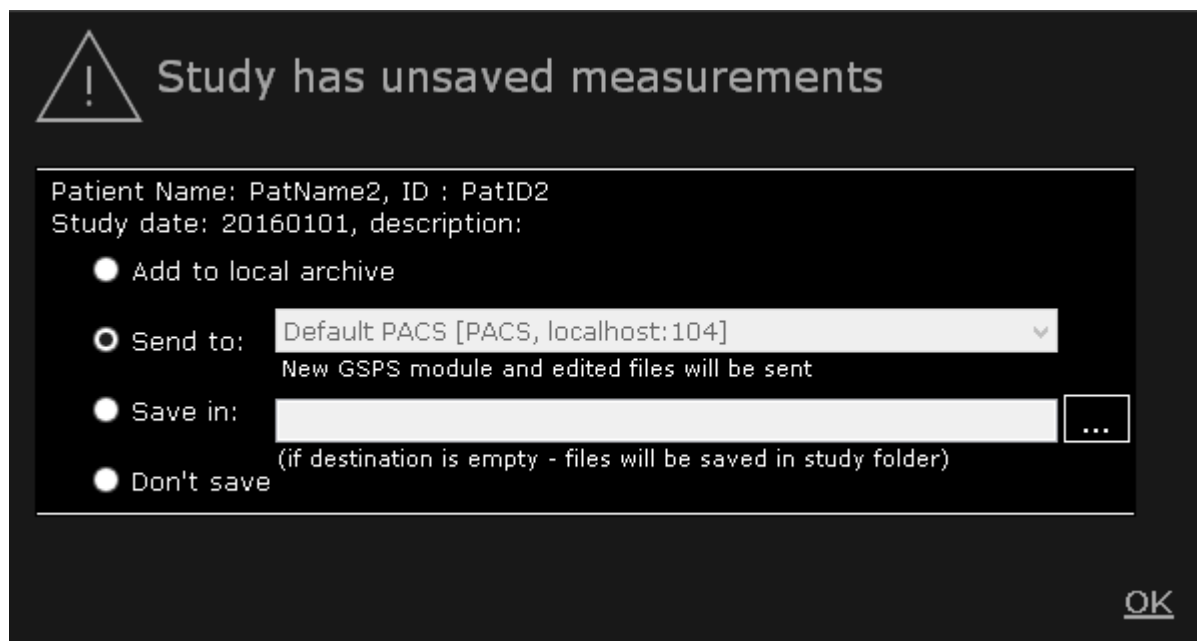 !
Study has unsaved measurements
Patient Name: PatName2, ID : PatID2
Study date: 20160101, description:
Add to local archive
Send to: Default PACS [PACS, localhost:104]
New GSPS module and edited files will be sent
Save in: ...
(if destination is empty - files will be saved in study folder)
Don't save
OK